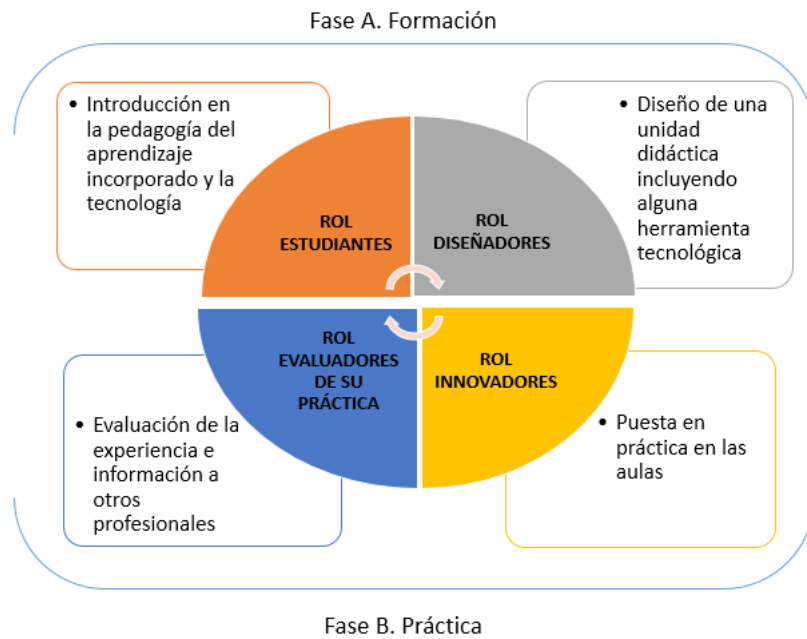 Fase A. Formación
• Introducción en
la pedagogía del
aprendizaje
incorporado y la
tecnología
ROL
ESTUDIANTES
ROL
DISEÑADORES
• Diseño de una
unidad
didáctica
incluyendo
alguna
herramienta
tecnológica
ROL
EVALUADORES
DE SU
PRÁCTICA
• Evaluación de la
experiencia e
información a
otros
profesionales
ROL
INNOVADORES
• Puesta en
práctica en las
aulas
Fase B. Práctica